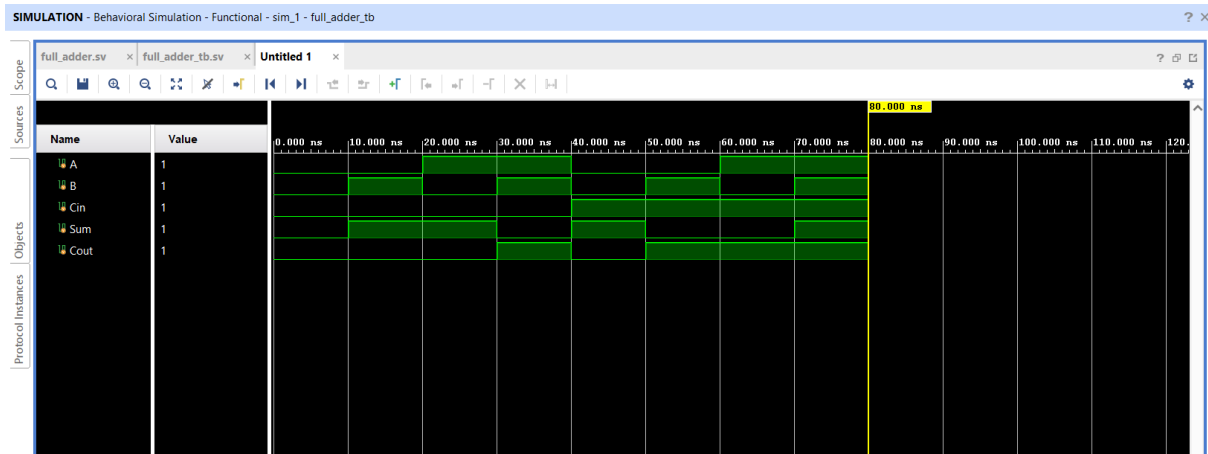 SIMULATION - Behavioral Simulation - Functional - sim_1 - full_adder_tb ? ×
Scope
Sources
Objects
Protocol Instances
full_adder.sv × full_adder_tb.sv × Untitled 1 × ?
80.000 ns
Name Value 0.000 ns 10.000 ns 20.000 ns 30.000 ns 40.000 ns 50.000 ns 60.000 ns 70.000 ns 80.000 ns 90.000 ns 100.000 ns 110.000 ns 120.
A 1
B 1
Cin 1
Sum 1
Cout 1